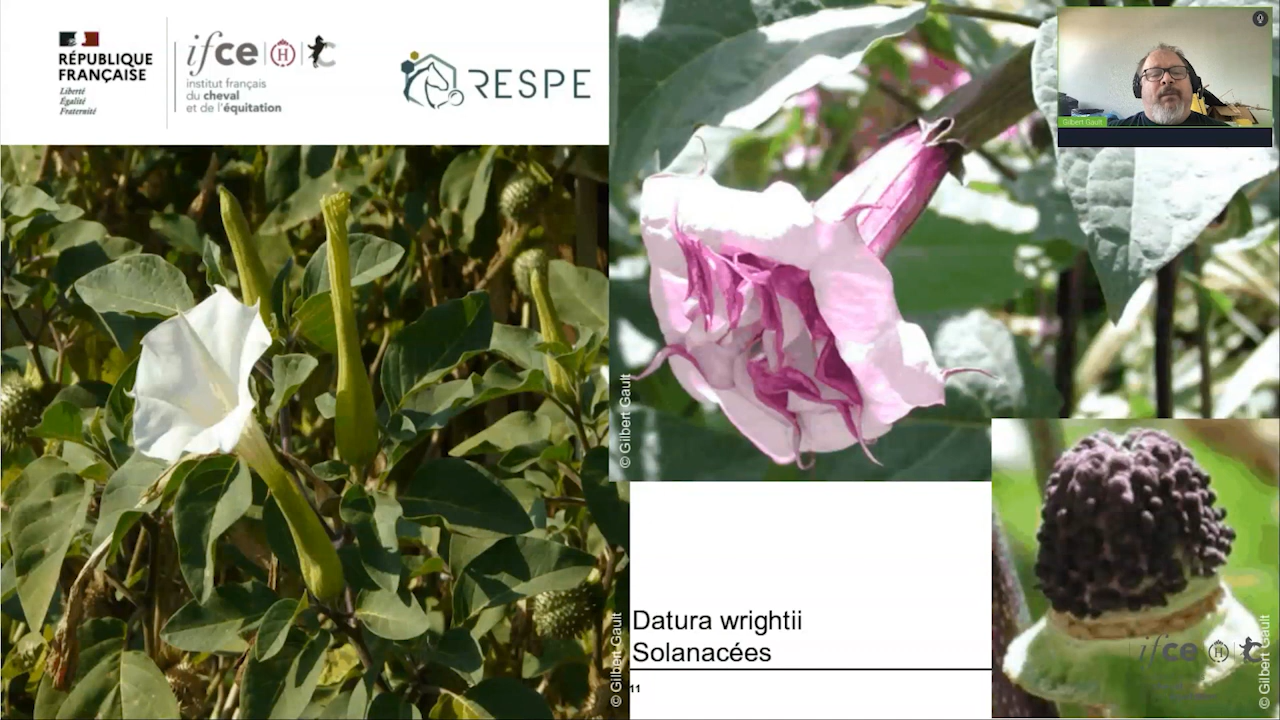 RÉPUBLIQUE
FRANÇAISE
Liberté
Égalité
Fraternité
ifce
institut français
du cheval
et de l'équitation
RESPE
Gilbert Gault
© Gilbert Gault
© Gilbert Gault
Datura wrightii
Solanacées
11
© Gilbert Gault
ifce